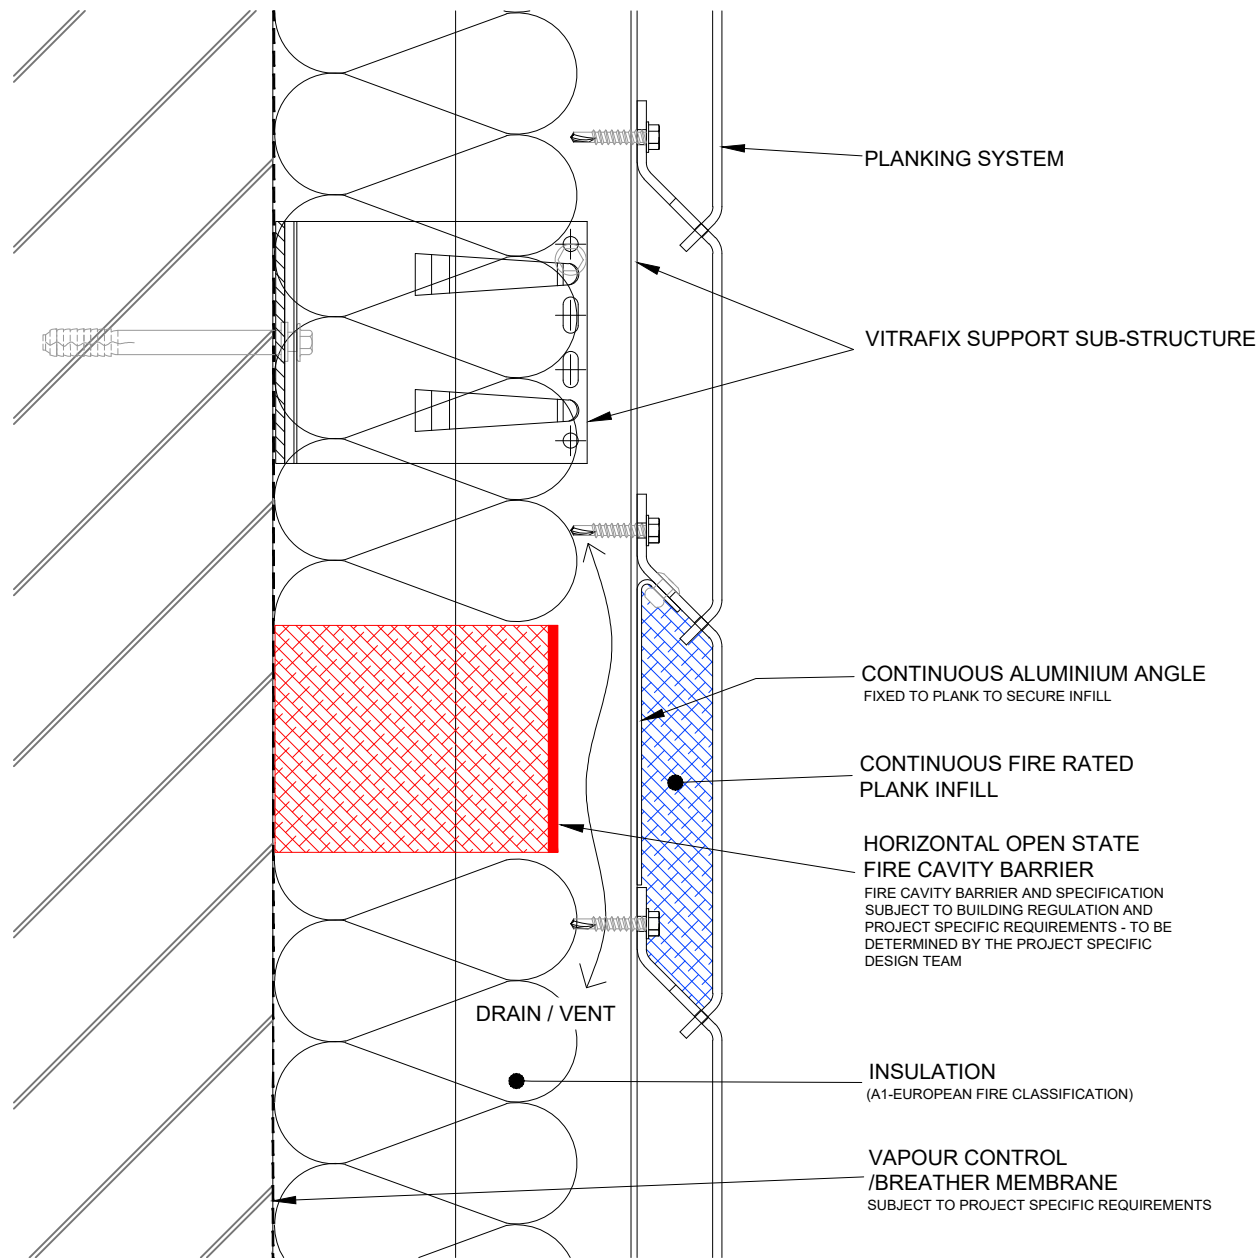 PLANKING SYSTEM
VITRAFIX SUPPORT SUB-STRUCTURE
CONTINUOUS ALUMINIUM ANGLE
FIXED TO PLANK TO SECURE INFILL
CONTINUOUS FIRE RATED
PLANK INFILL
HORIZONTAL OPEN STATE
FIRE CAVITY BARRIER
FIRE CAVITY BARRIER AND SPECIFICATION
SUBJECT TO BUILDING REGULATION AND
PROJECT SPECIFIC REQUIREMENTS - TO BE
DETERMINED BY THE PROJECT SPECIFIC
DESIGN TEAM
DRAIN / VENT
INSULATION
(A1-EUROPEAN FIRE CLASSIFICATION)
VAPOUR CONTROL
/BREATHER MEMBRANE
SUBJECT TO PROJECT SPECIFIC REQUIREMENTS